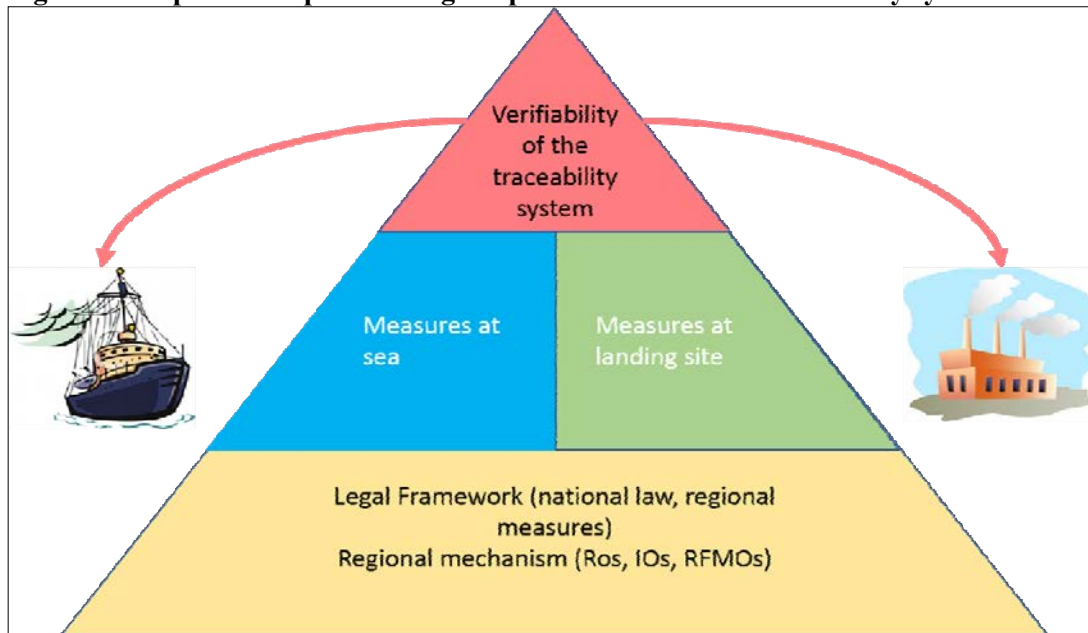 Verifiability
of the
traceability
system
Measures at
sea
Measures at
landing site
Legal Framework (national law, regional
measures)
Regional mechanism (Ros, IOs, RFMOs)